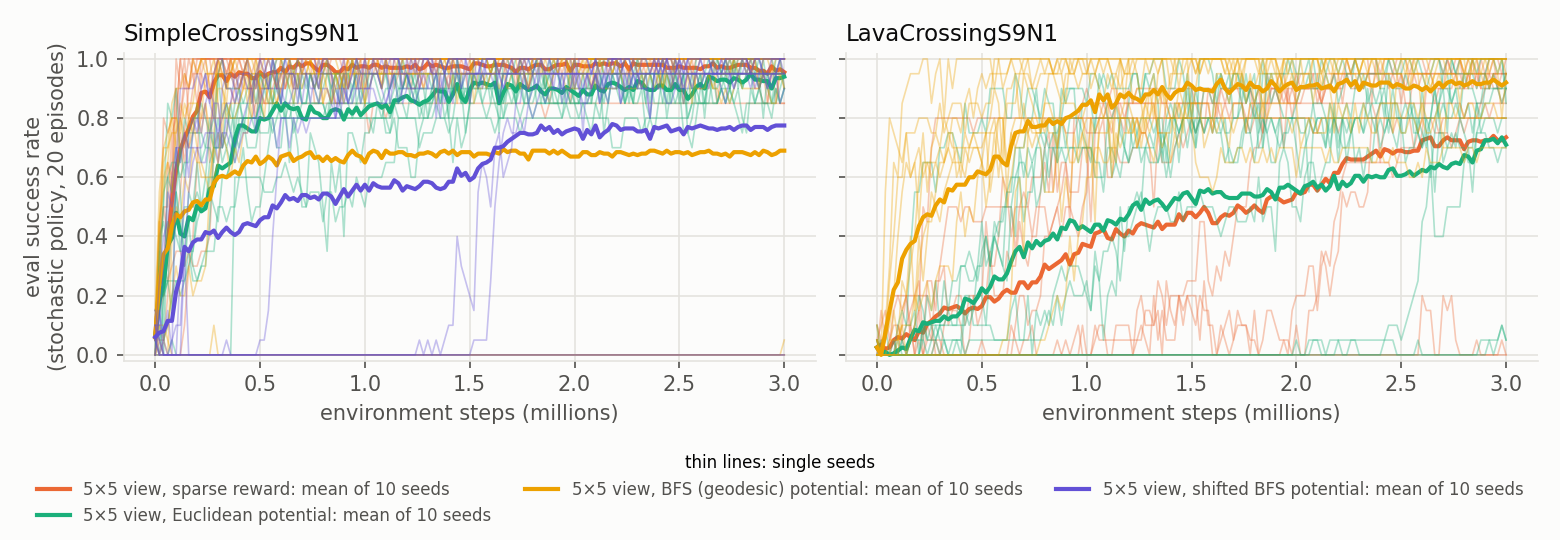 SimpleCrossingS9N1
LavaCrossingS9N1
eval success rate
(stochastic policy, 20 episodes)
1.0
0.8
0.6
0.4
0.2
0.0
0.0 0.5 1.0 1.5 2.0 2.5 3.0
0.0 0.5 1.0 1.5 2.0 2.5 3.0
environment steps (millions)
environment steps (millions)
thin lines: single seeds
5×5 view, sparse reward: mean of 10 seeds
5×5 view, BFS (geodesic) potential: mean of 10 seeds
5×5 view, shifted BFS potential: mean of 10 seeds
5×5 view, Euclidean potential: mean of 10 seeds